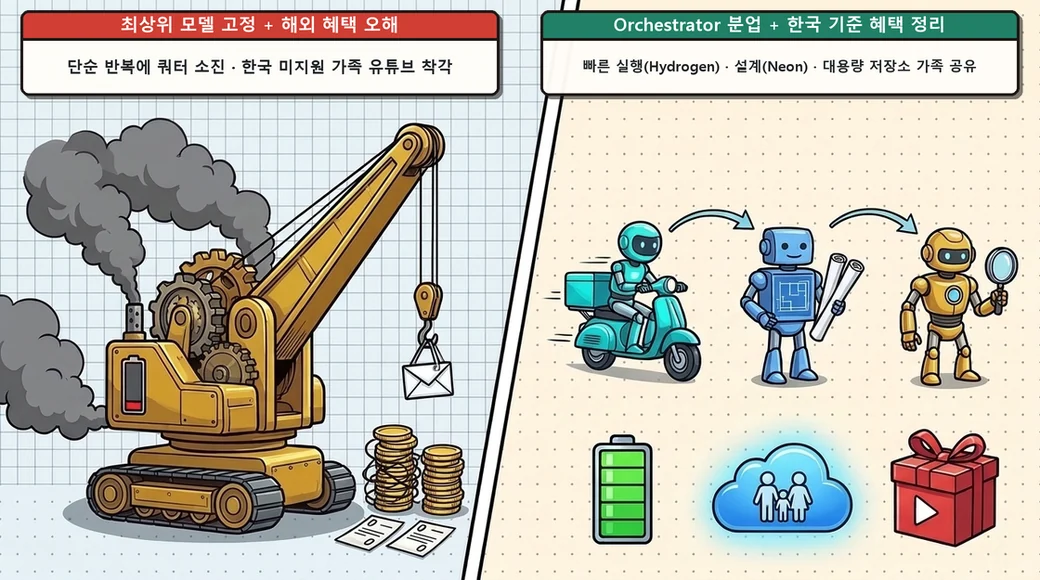 최상위 모델 고정 + 해외 혜택 오해
단순 반복에 쿼터 소진 · 한국 미지원 가족 유튜브 착각
Orchestrator 분업 + 한국 기준 혜택 정리
빠른 실행(Hydrogen) · 설계(Neon) · 대용량 저장소 가족 공유